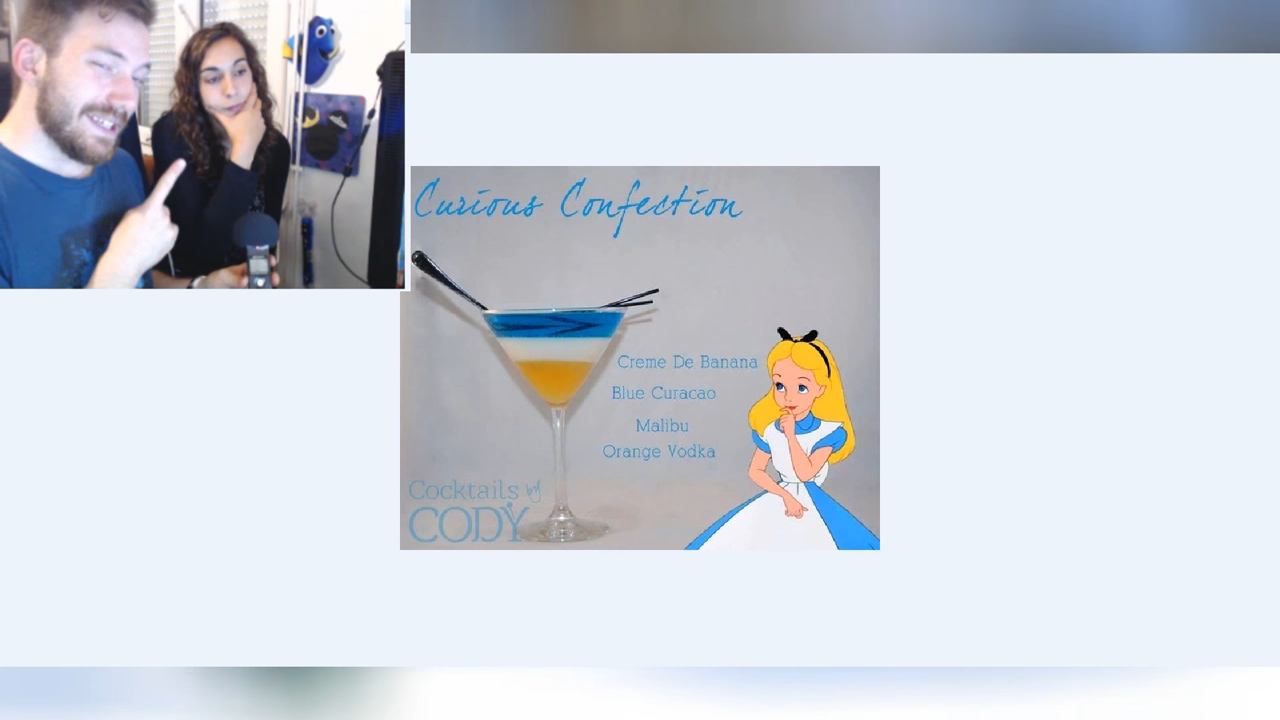 Curious Confection
Creme De Banana
Blue Curacao
Malibu
Orange Vodka
Cocktails
CODY